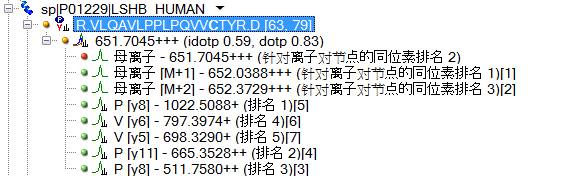 sp|P01229|LSHB_HUMAN
R.VLQAVLPPLPQVVCTYR.D [63, 79]
651.7045+++ (idotp 0.59, dotp 0.83)
母离子 - 651.7045+++ (针对离子对节点的同位素排名 2)
母离子 [M+1] - 652.0388+++ (针对离子对节点的同位素排名 1)[1]
母离子 [M+2] - 652.3729+++ (针对离子对节点的同位素排名 3)[2]
P [y8] - 1022.5088+ (排名 1)[5]
V [y6] - 797.3974+ (排名 4)[6]
V [y5] - 698.3290+ (排名 5)[7]
P [y11] - 665.3528++ (排名 2)[4]
P [y8] - 511.7580++ (排名 3)[3]